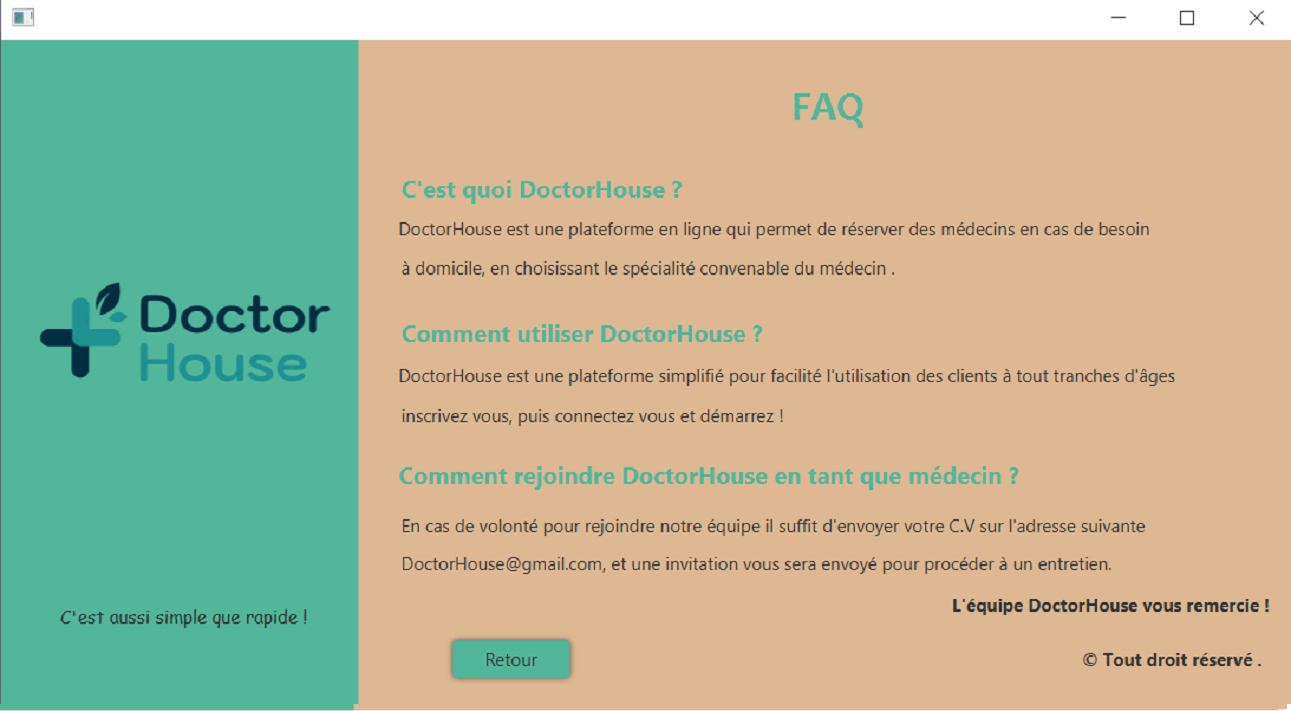 FAQ
C'est quoi DoctorHouse ?
DoctorHouse est une plateforme en ligne qui permet de réserver des médecins en cas de besoin
à domicile, en choisissant le spécialité convenable du médecin .
Doctor
House
Comment utiliser DoctorHouse ?
DoctorHouse est une plateforme simplifié pour facilité l'utilisation des clients à tout tranches d'âges
inscrivez vous, puis connectez vous et démarrez !
Comment rejoindre DoctorHouse en tant que médecin ?
En cas de volonté pour rejoindre notre équipe il suffit d'envoyer votre C.V sur l'adresse suivante
DoctorHouse@gmail.com, et une invitation vous sera envoyé pour procéder à un entretien.
L'équipe DoctorHouse vous remercie !
C'est aussi simple que rapide !
Retour
© Tout droit réservé .